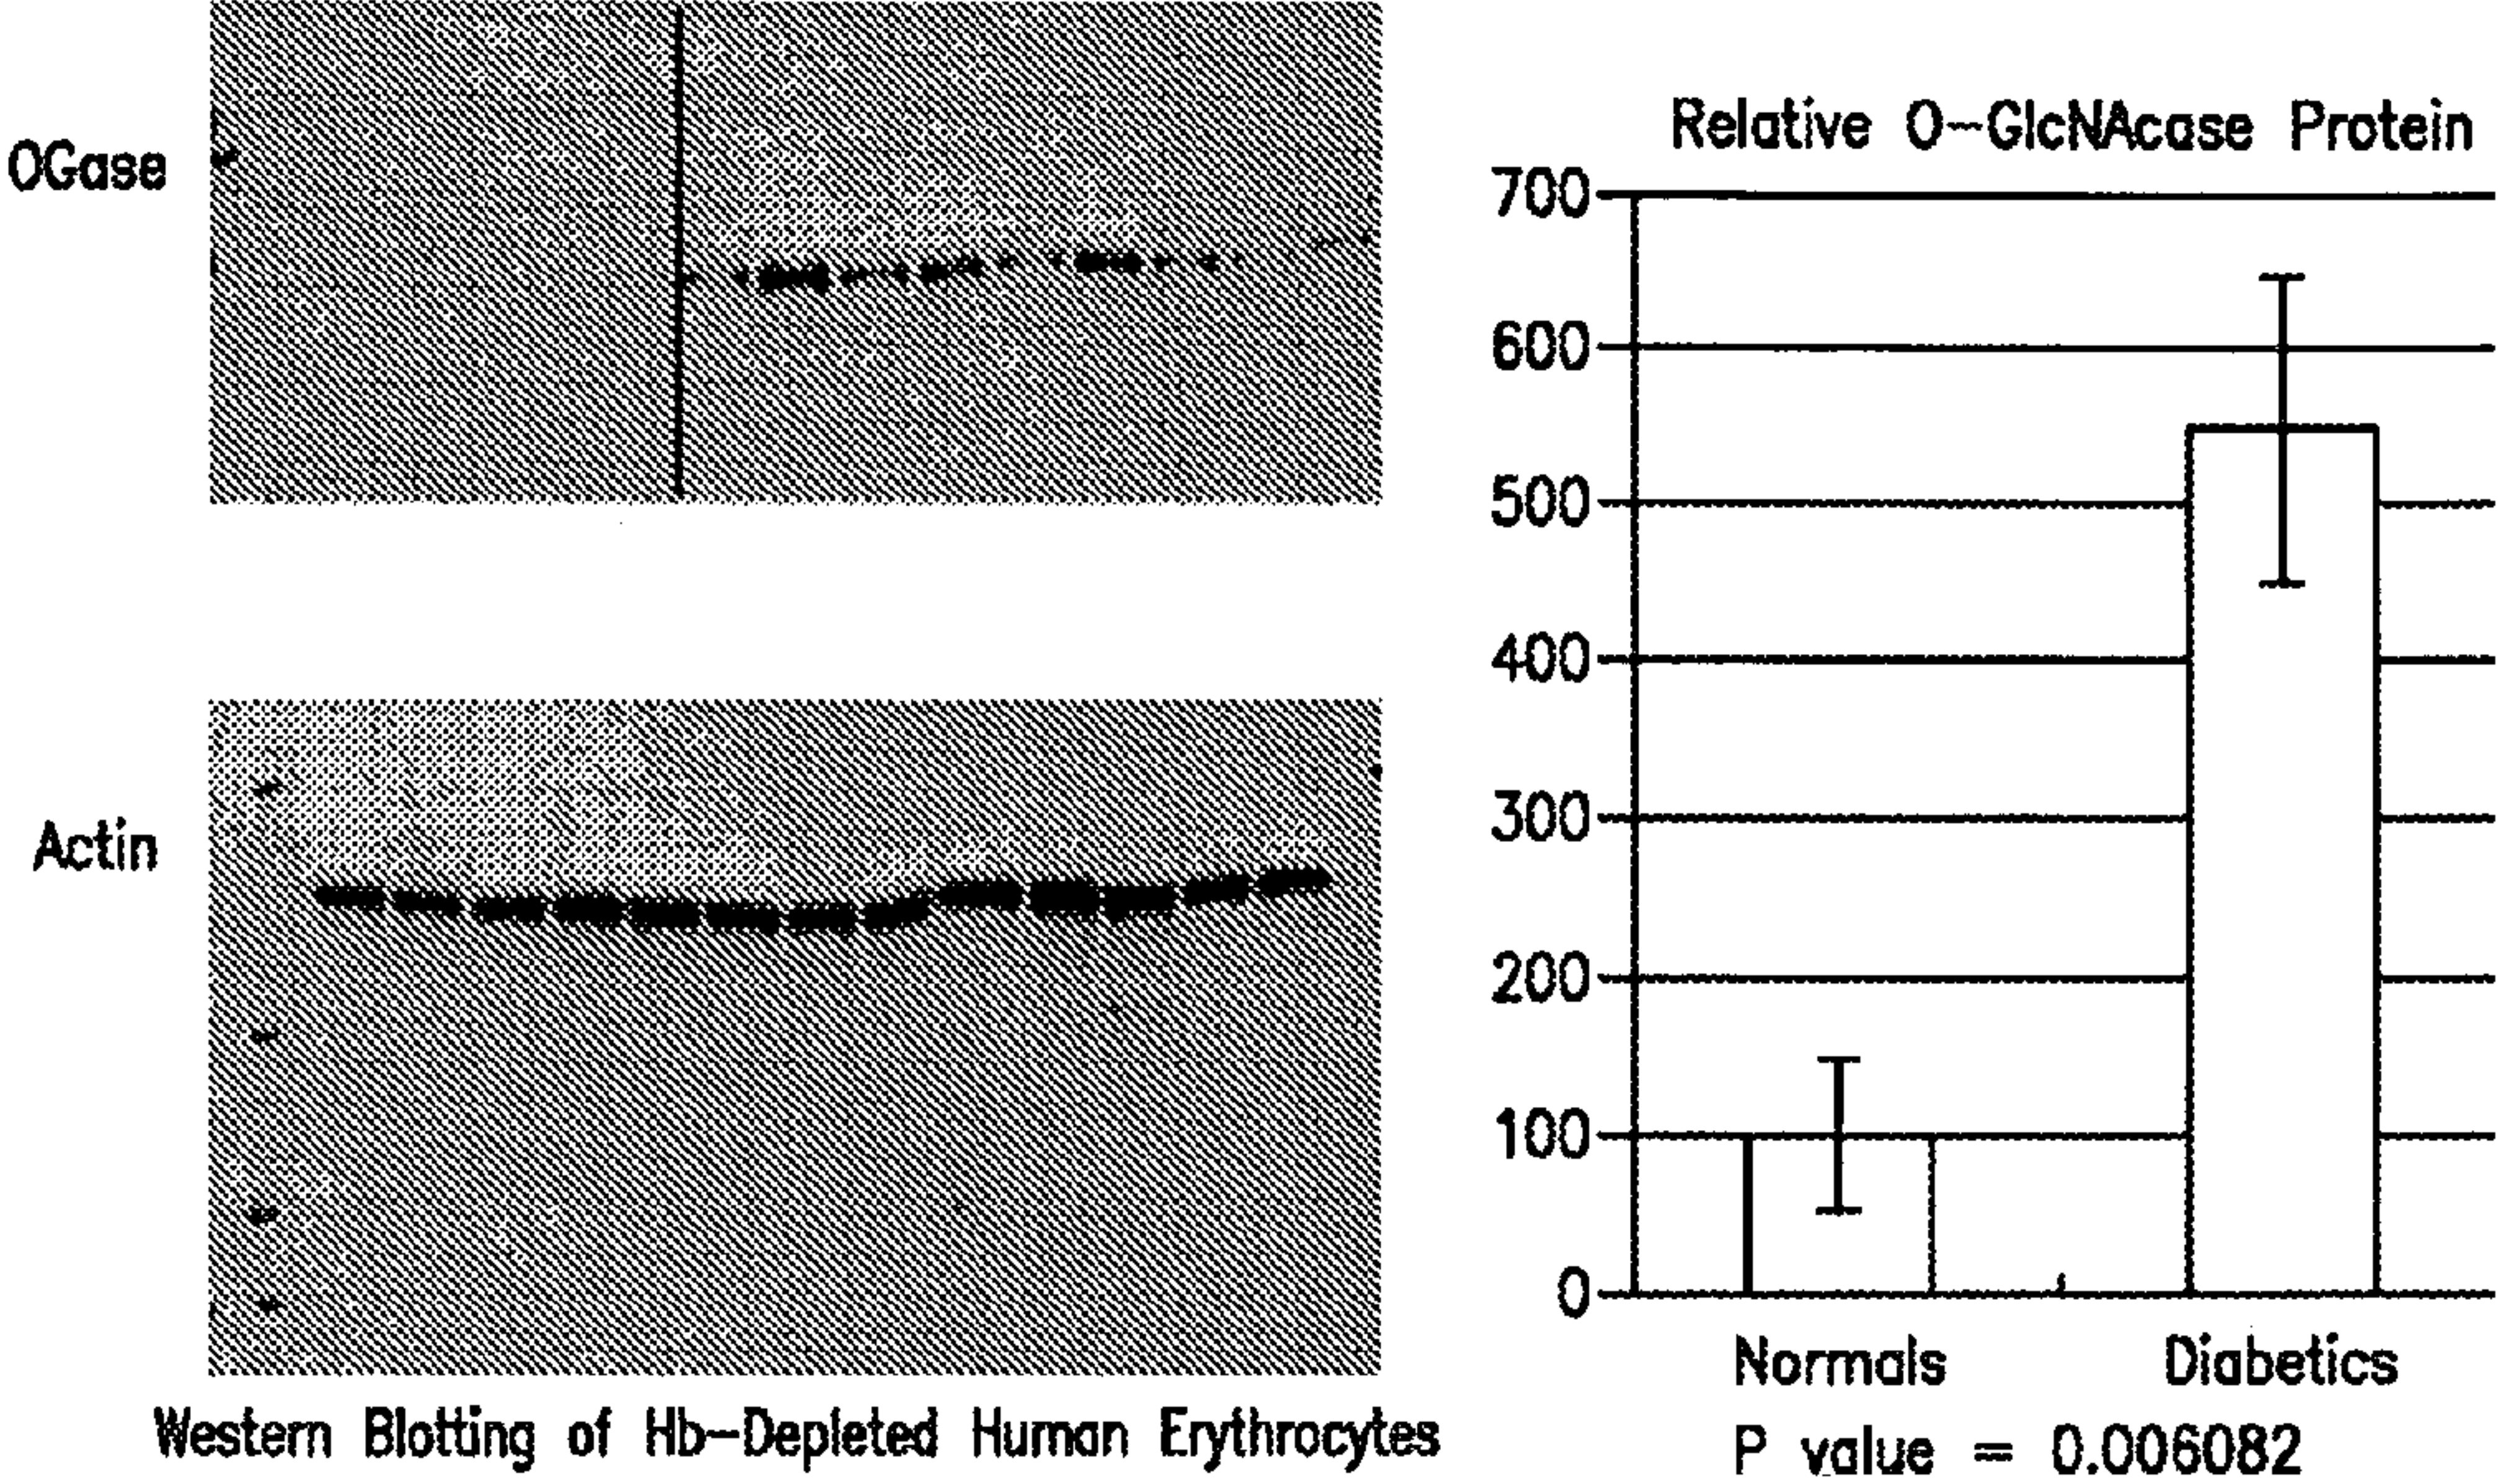 OGase
Actin
Western Blotting of Hb-Depleted Human Erythrocytes
Relative O-GlcNAcase Protein
700
600
500
400
300
200
100
0
Normals Diabetics
P value = 0.006082